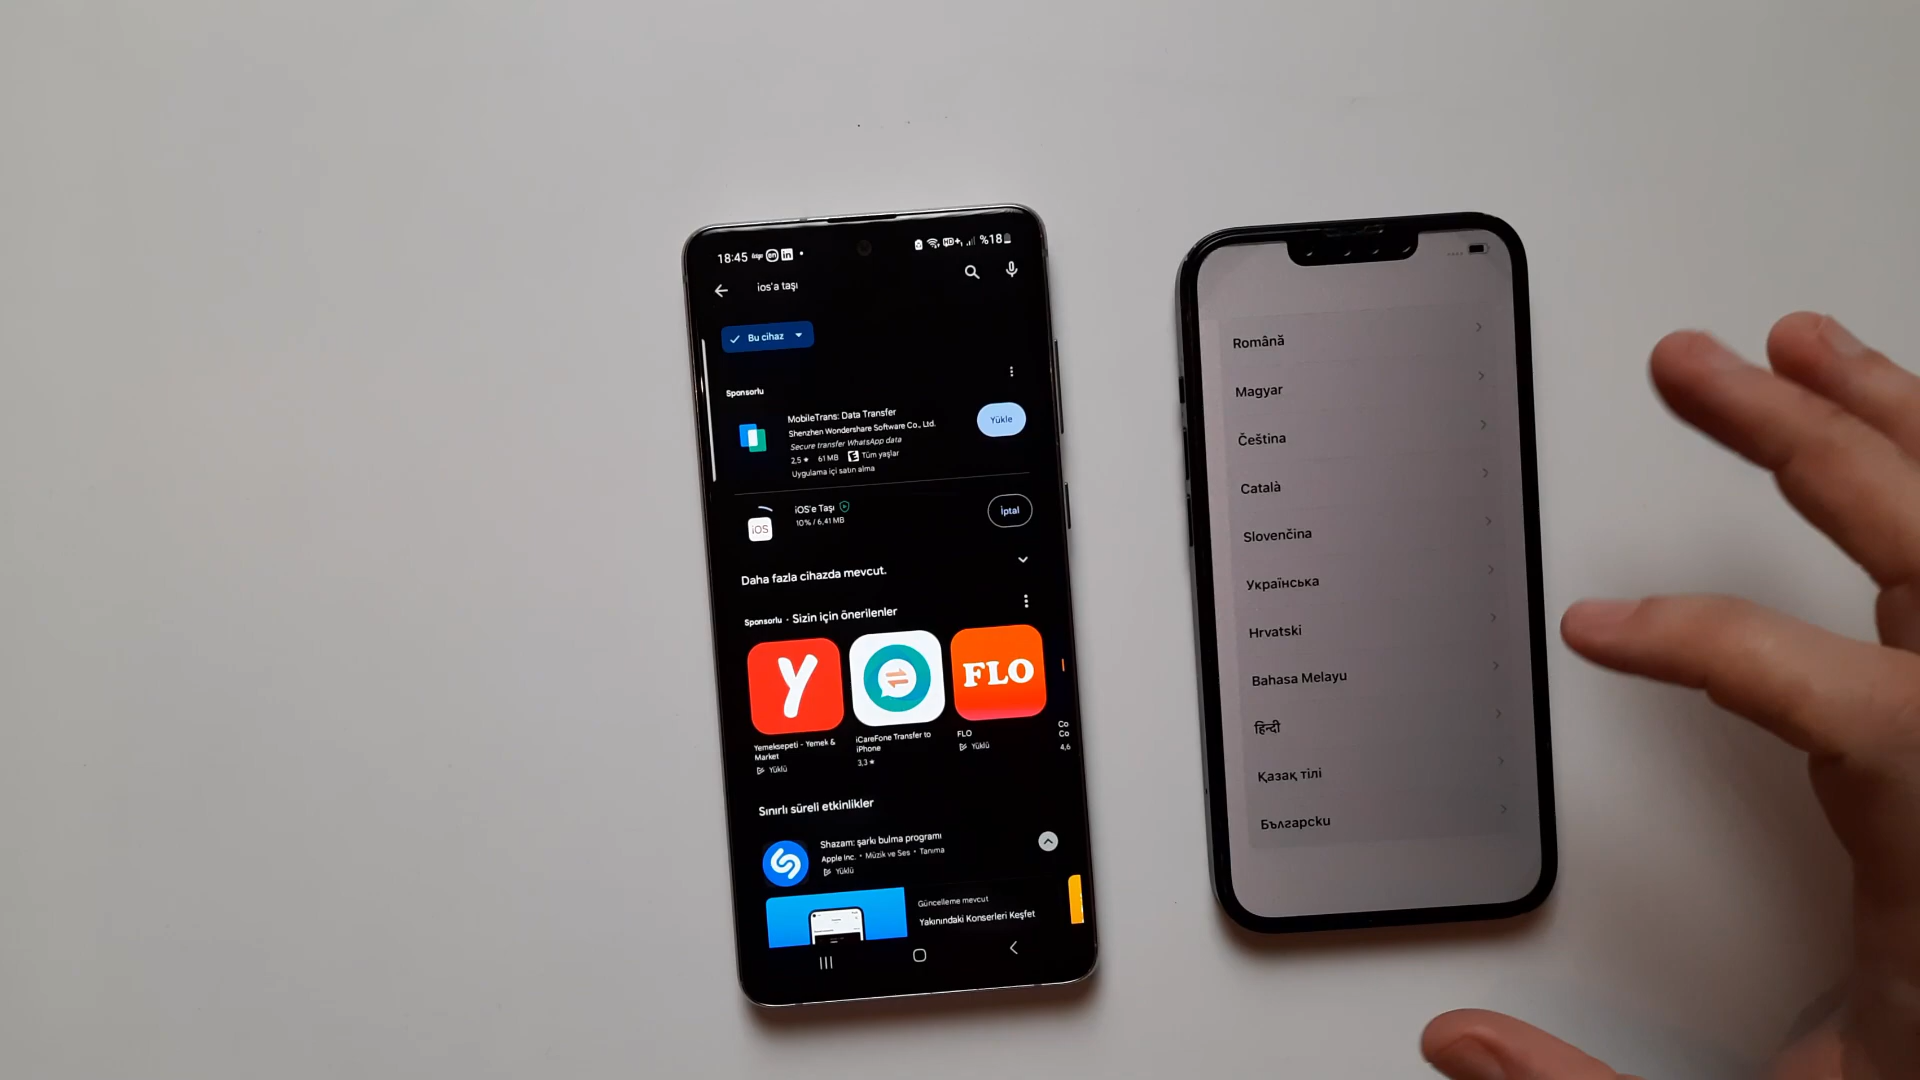 18:45
%18
ios'a taşı
Bu cihaz
Sponsorlu
MobileTrans: Data Transfer
Shenzhen Wondershare Software Co., Ltd.
Secure transfer WhatsApp data
2,5★ 61 MB Tüm yaşlar
Uygulama içi satın alma
Yükle
iOS
iOS'e Taşı
10% / 6,41 MB
İptal
Daha fazla cihazda mevcut.
Sponsorlu · Sizin için önerilenler
Y
FLO
Yemeksepeti - Yemek &
Market
Yüklü
iCareFone Transfer to
iPhone
3,3★
FLO
Yüklü
Co
Co
4,6
Sınırlı süreli etkinlikler
Shazam: şarkı bulma programı
Apple Inc. • Müzik ve Ses • Tanıma
Yüklü
Güncelleme mevcut
Yakınındaki Konserleri Keşfet
Română
Magyar
Čeština
Català
Slovenčina
Українська
Hrvatski
Bahasa Melayu
हिन्दी
Қазақ тілі
Български